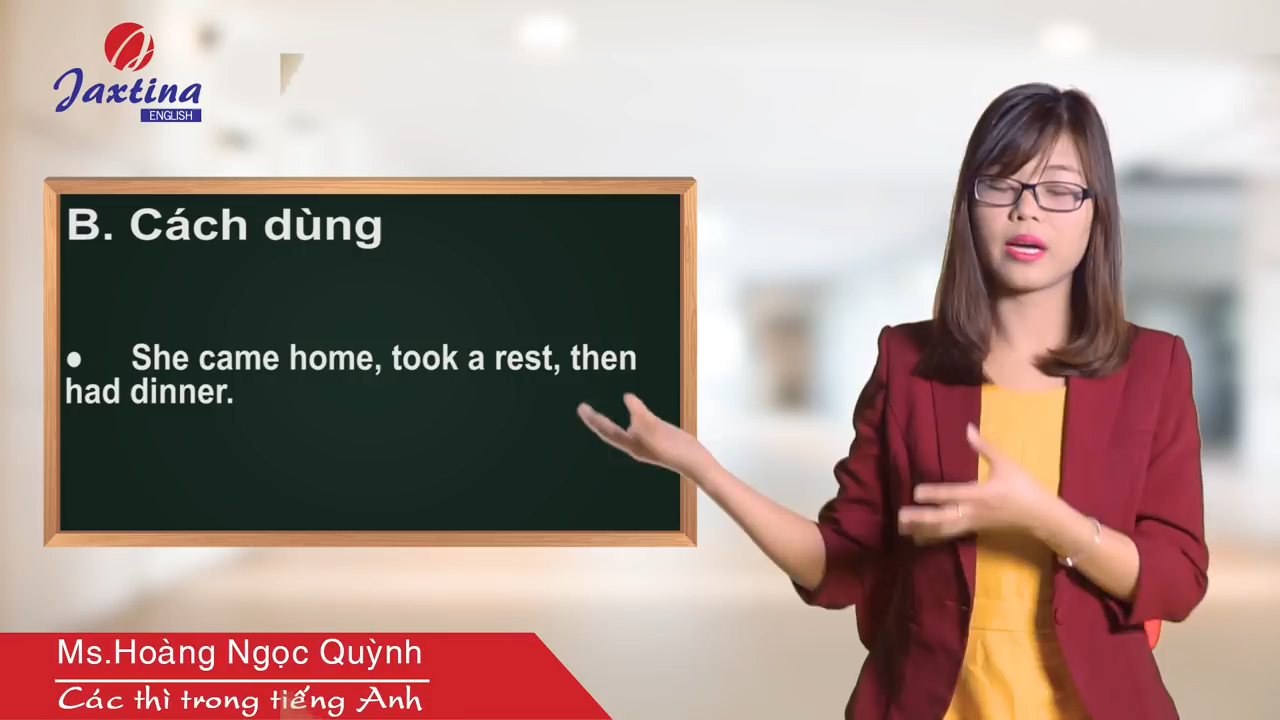 Jaxtina
ENGLISH
B. Cách dùng
● She came home, took a rest, then
had dinner.
Ms.Hoàng Ngọc Quỳnh
Các thì trong tiếng Anh